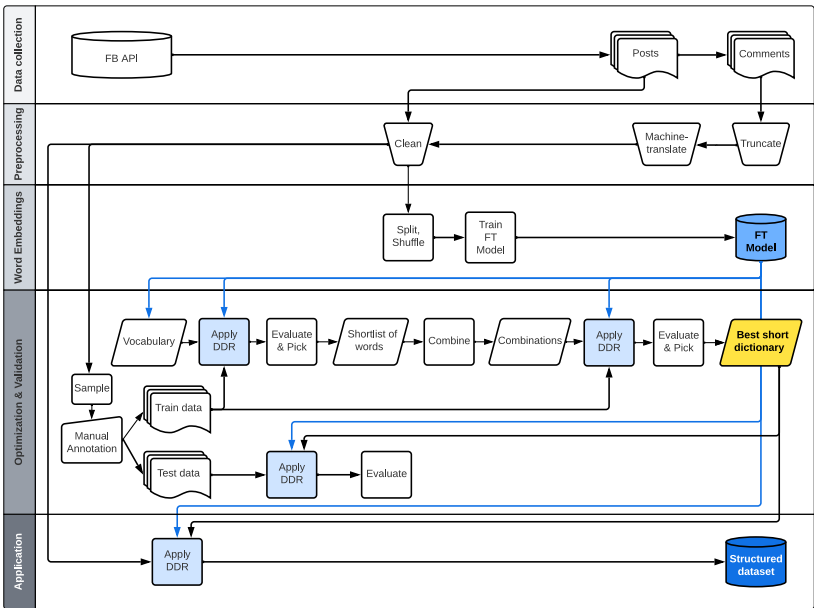 Data collection
FB API
Posts
Comments
Preprocessing
Clean
Machine-
translate
Truncate
Word Embeddings
Split,
Shuffle
Train
FT
Model
FT
Model
Optimization & Validation
Vocabulary
Apply
DDR
Evaluate
& Pick
Shortlist of
words
Combine
Combinations
Apply
DDR
Evaluate
& Pick
Best short
dictionary
Sample
Train data
Manual
Annotation
Test data
Apply
DDR
Evaluate
Application
Apply
DDR
Structured
dataset